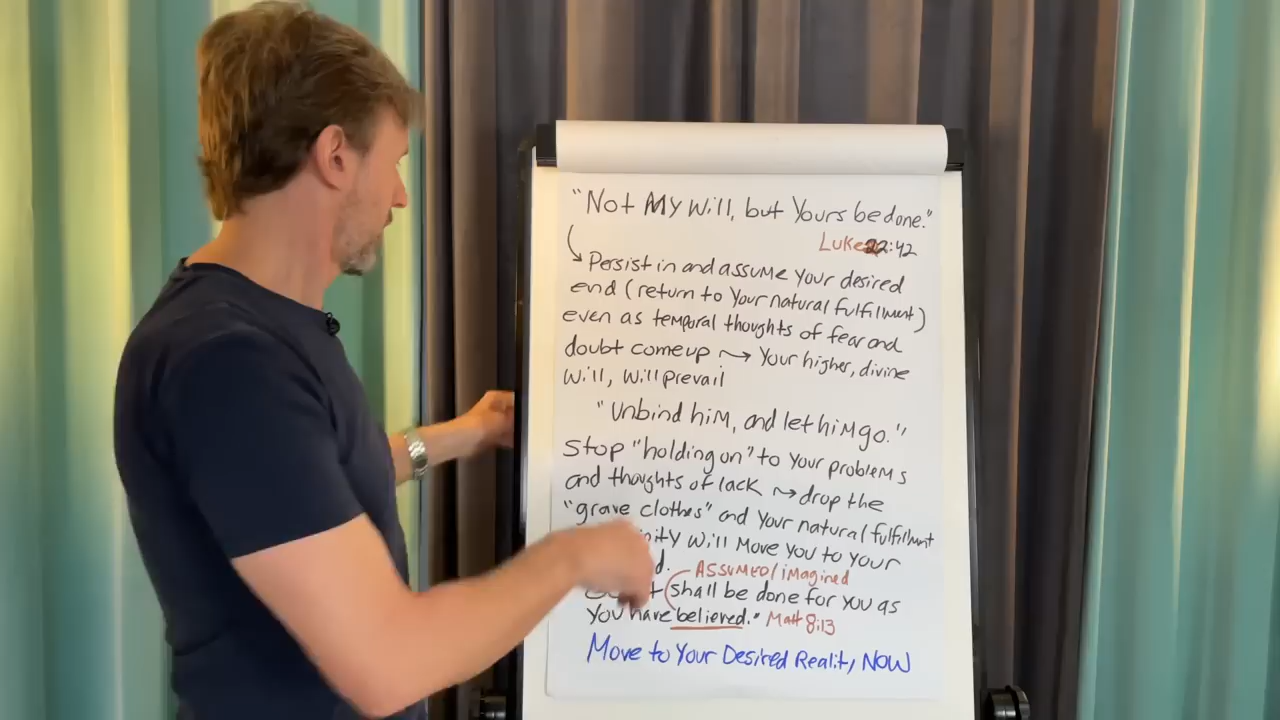 "Not My Will, but Yours be done."
Luke 22:42
Persist in and assume your desired
end (return to your natural fulfillment)
even as temporal thoughts of fear and
doubt come up → Your higher, divine
Will, will prevail
"Unbind him, and let him go."
Stop "holding on" to your problems
and thoughts of lack → drop the
"grave clothes" and your natural fulfillment
will move you to your
Assumed/imagined
shall be done for you as
you have believed." Matt 8:13
Move to Your Desired Reality, NOW